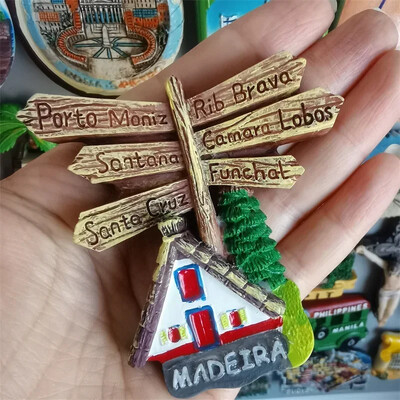 Porto Moniz
Rib Brava
Camara Lobos
Santana
Funchal
Santa Cruz
MADEIRA
PHILIPPINES
MANILA